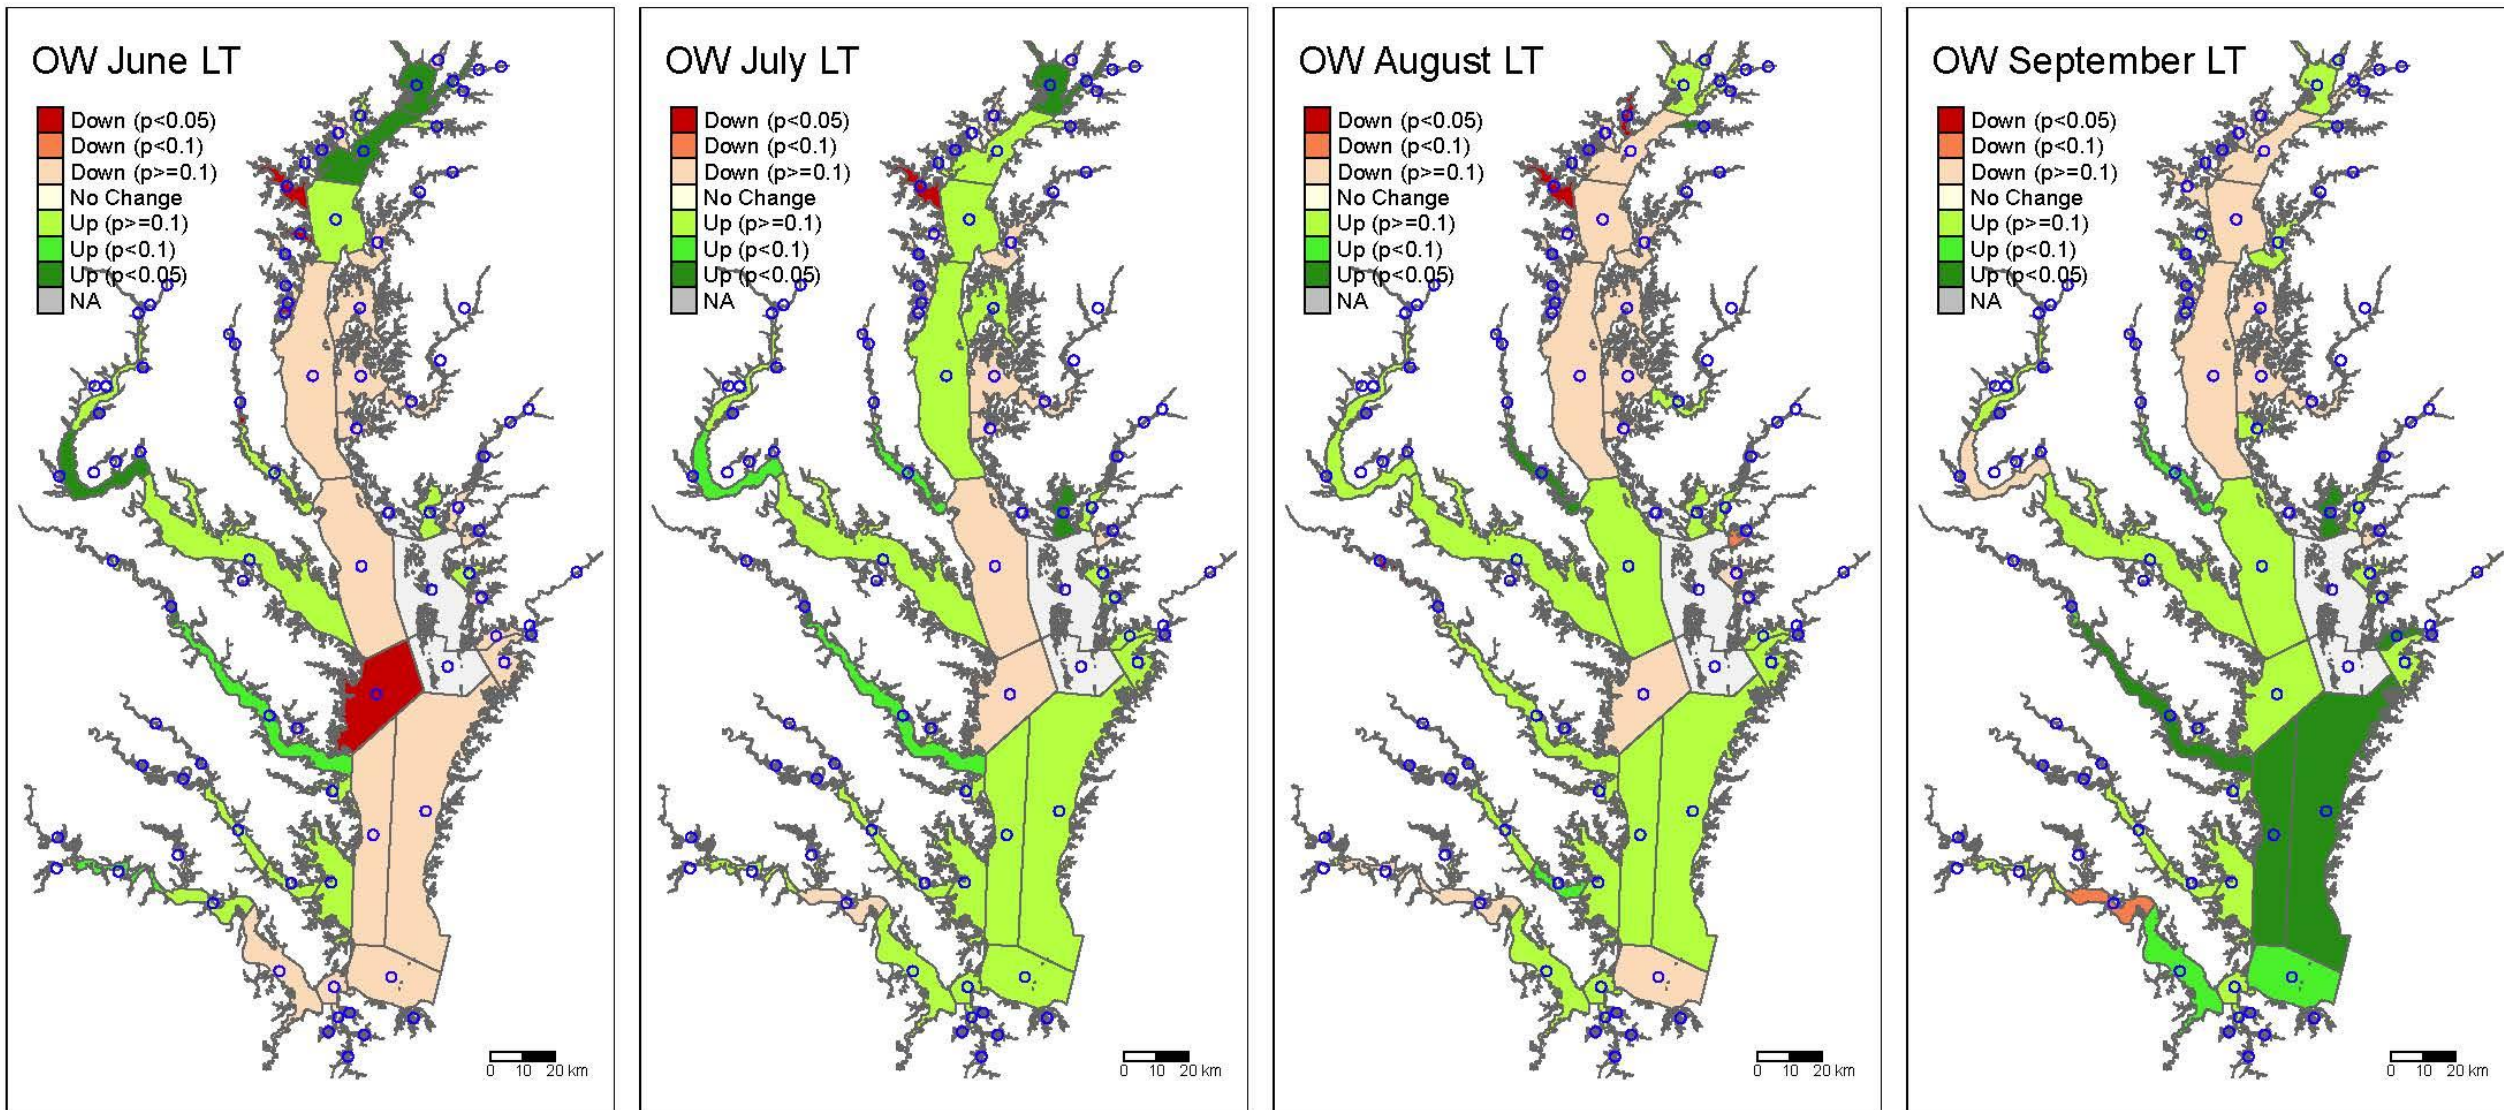 OW June LT
Down (p<0.05)
Down (p<0.1)
Down (p>=0.1)
No Change
Up (p>=0.1)
Up (p<0.1)
Up (p<0.05)
NA
0 10 20 km
OW July LT
Down (p<0.05)
Down (p<0.1)
Down (p>=0.1)
No Change
Up (p>=0.1)
Up (p<0.1)
Up (p<0.05)
NA
0 10 20 km
OW August LT
Down (p<0.05)
Down (p<0.1)
Down (p>=0.1)
No Change
Up (p>=0.1)
Up (p<0.1)
Up (p<0.05)
NA
0 10 20 km
OW September LT
Down (p<0.05)
Down (p<0.1)
Down (p>=0.1)
No Change
Up (p>=0.1)
Up (p<0.1)
Up (p<0.05)
NA
0 10 20 km